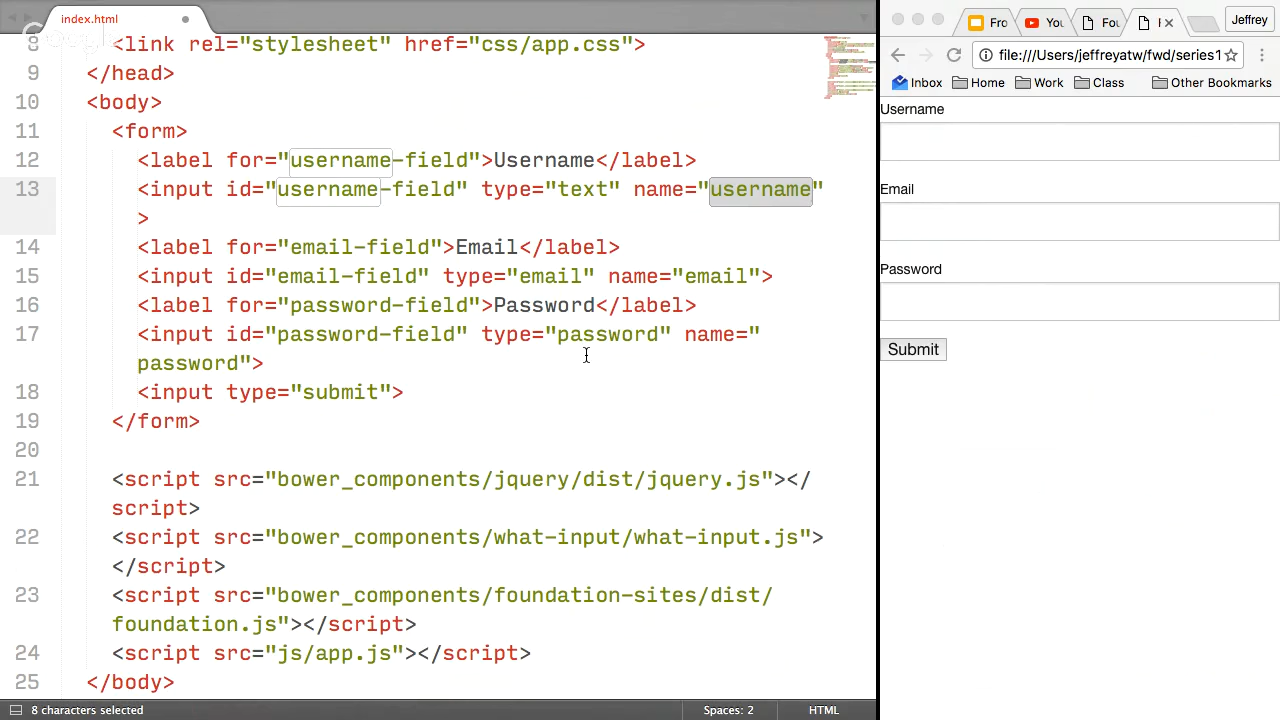 index.html
Google
8 <link rel="stylesheet" href="css/app.css">
9 </head>
10 <body>
11 <form>
12 <label for="username-field">Username</label>
13 <input id="username-field" type="text" name="username"
>
14 <label for="email-field">Email</label>
15 <input id="email-field" type="email" name="email">
16 <label for="password-field">Password</label>
17 <input id="password-field" type="password" name="
password">
18 <input type="submit">
19 </form>
20
21 <script src="bower_components/jquery/dist/jquery.js"></
script>
22 <script src="bower_components/what-input/what-input.js">
</script>
23 <script src="bower_components/foundation-sites/dist/
foundation.js"></script>
24 <script src="js/app.js"></script>
25 </body>
8 characters selected
Spaces: 2
HTML
Fro
You
Fou
Jeffrey
file:///Users/jeffreyatw/fwd/series1
Inbox
Home
Work
Class
Other Bookmarks
Username
Email
Password
Submit